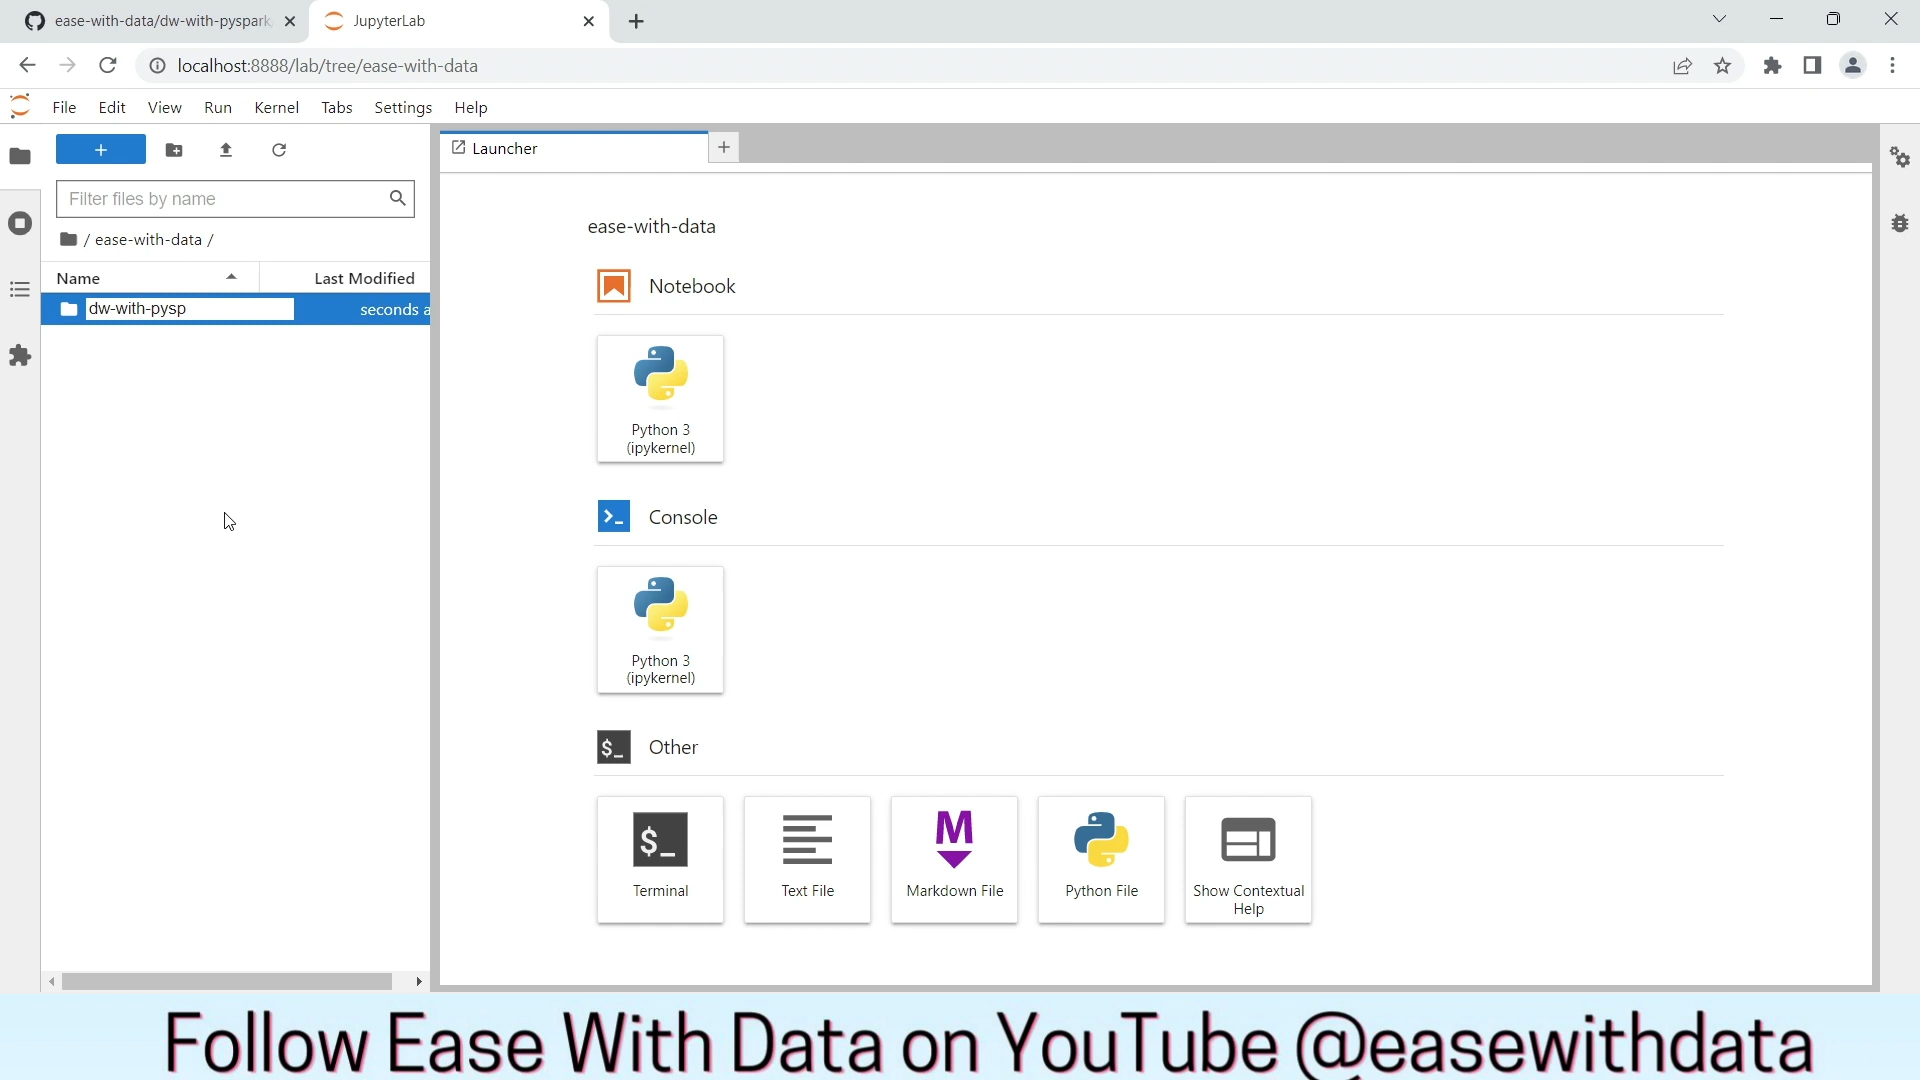 ease-with-data/dw-with-pyspark
JupyterLab
localhost:8888/lab/tree/ease-with-data
File Edit View Run Kernel Tabs Settings Help
+
Launcher
Filter files by name
/ ease-with-data /
Name Last Modified
dw-with-pysp seconds a
ease-with-data
Notebook
Python 3
(ipykernel)
Console
Python 3
(ipykernel)
$_ Other
$_
M
Terminal
Text File
Markdown File
Python File
Show Contextual
Help
Follow Ease With Data on YouTube @easewithdata